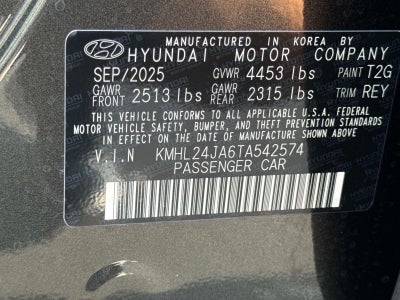 MANUFACTURED IN KOREA BY
HYUNDAI MOTOR COMPANY
SEP/2025 GVWR 4453 lbs PAINT T2G
GAWR FRONT 2513 lbs GAWR REAR 2315 lbs TRIM REY
THIS VEHICLE CONFORMS TO ALL APPLICABLE U.S.A. FEDERAL
MOTOR VEHICLE SAFETY, BUMPER, AND THEFT PREVENTION STANDARDS
IN EFFECT ON THE DATE OF MANUFACTURE SHOWN ABOVE.
V.I.N KMHL24JA6TA542574
PASSENGER CAR